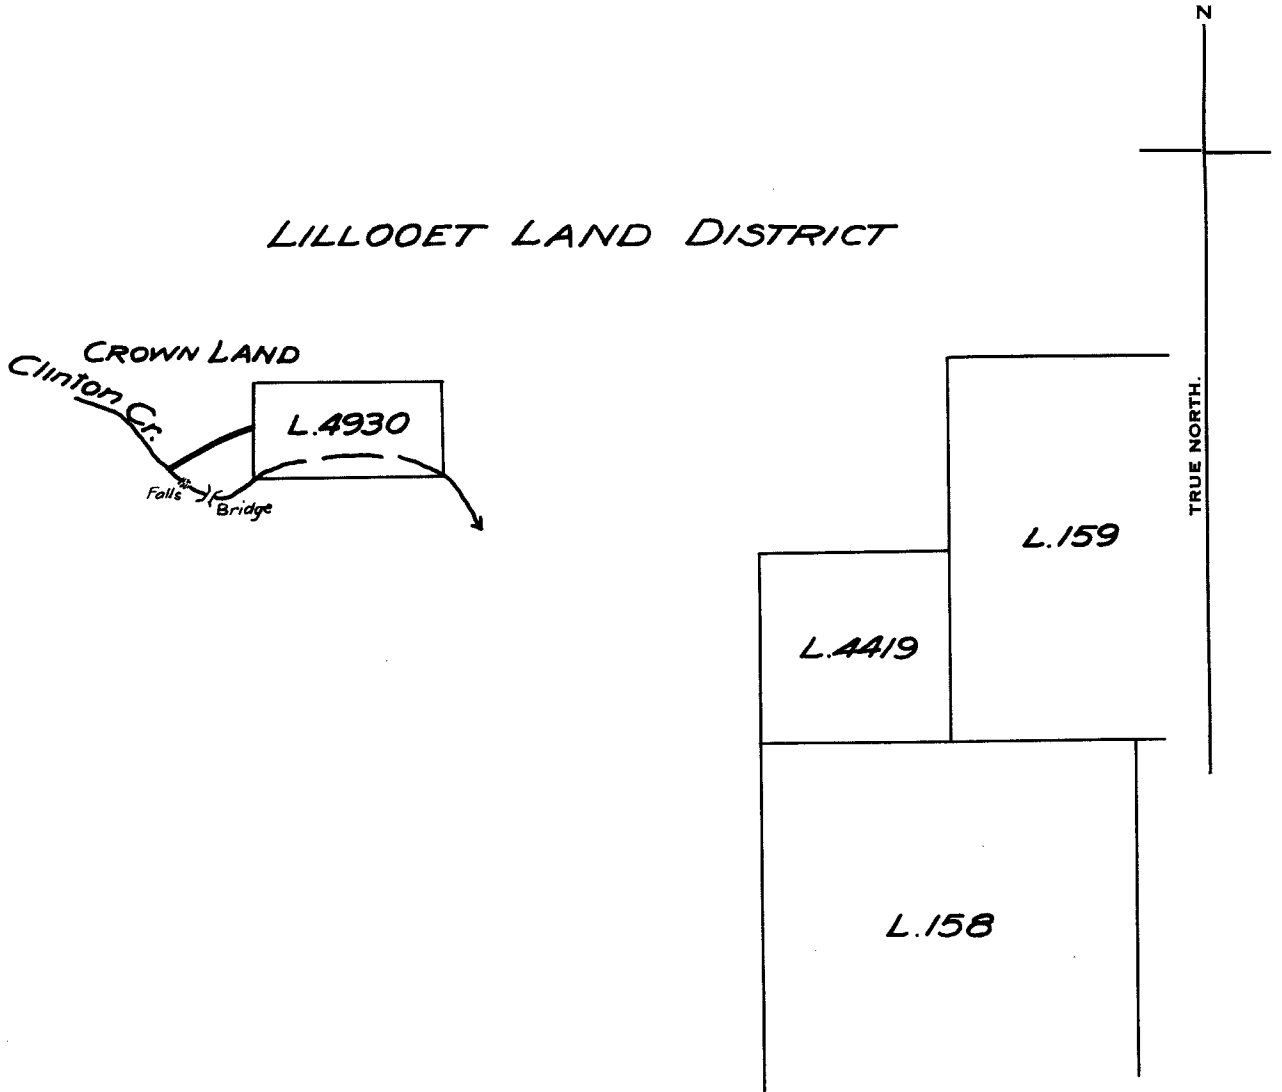 N
LILLOOET LAND DISTRICT
CROWN LAND
Clinton Cr.
L.4930
Falls
Bridge
TRUE NORTH.
L.159
L.4419
L.158